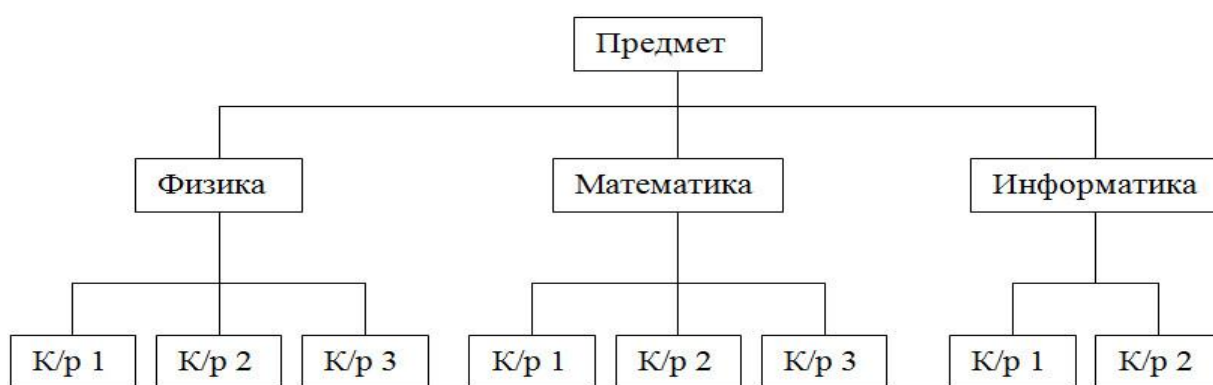 Предмет
Физика Математика Информатика
К/р 1 К/р 2 К/р 3 К/р 1 К/р 2 К/р 3 К/р 1 К/р 2